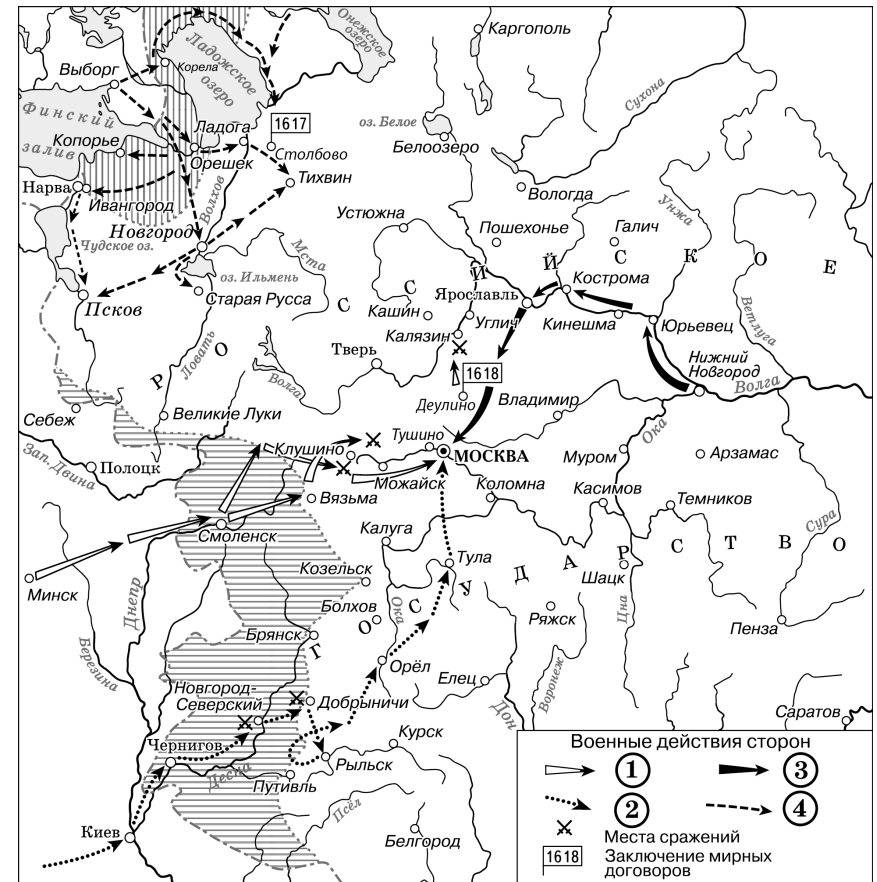 Каргополь
Онежское
озеро
Ладожское
озеро
Выборг
Корела
Сухона
Финский
залив
оз. Белое
1617
Ладога
Копорье
Белоозеро
Столбово
Орешек
Нарва
Тихвин
Вологда
Ивангород
Волхов
Унжа
Устюжна
Галич
Новгород
Пошехонье
Чудское оз.
Мста
РОССИЙСКОЕ
оз. Ильмень
Кострома
Старая Русса
Ярославль
Псков
Кашин
Углич
Кинешма
Юрьевец
Ветлуга
Калязин
Ловать
Тверь
Нижний
Новгород
Волга
1618
Волга
Деулино
Владимир
Себеж
Великие Луки
Тушино
Ока
Клушино
МОСКВА
Зап. Двина
Полоцк
Муром
Арзамас
Можайск
Коломна
Касимов
Вязьма
Темников
Сура
Смоленск
Калуга
ГОСУДАРСТВО
Тула
Минск
Козельск
Шацк
Днепр
Болхов
Ока
Цна
Ряжск
Пенза
Брянск
Березина
Орёл
Воронеж
Елец
Новгород-
Северский
Добрыничи
Дон
Саратов
Курск
Чернигов
Рыльск
Десна
Путивль
Псёл
Киев
Белгород
Военные действия сторон
1
3
2
4
Места сражений
1618
Заключение мирных
договоров